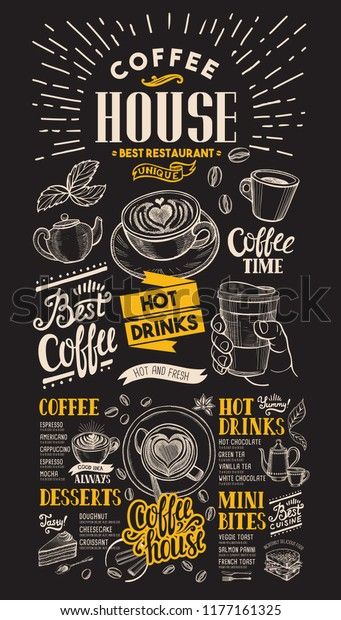 COFFEE
HOUSE
BEST RESTAURANT
UNIQUE
Coffee
TIME
Best
Coffee
HOT
DRINKS
HOT AND FRESH
COFFEE
ESPRESSO
AMERICANO
CAPPUCCINO
ESPRESSO
MOCHA
GOOD IDEA
ALWAYS
DESSERTS
Tasty!
DOUGHNUT
CHEESECAKE
CROISSANT
Coffee
house
HOT
Yummy!
DRINKS
HOT CHOCOLATE
GREEN TEA
VANILLA TEA
WHITE CHOCOLATE
MINI
BITES
Best
CUISINE
VEGGIE TOAST
SALMON PANINI
FRENCH TOAST
shutterstock
shutterstock.com · 1177161325